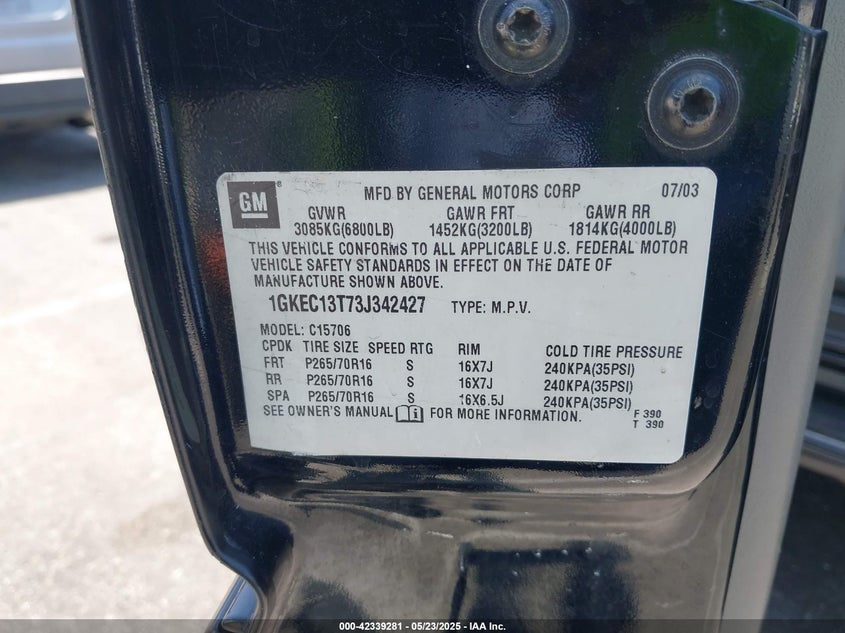 GM
MFD BY GENERAL MOTORS CORP 07/03
GVWR GAWR FRT GAWR RR
3085KG(6800LB) 1452KG(3200LB) 1814KG(4000LB)
THIS VEHICLE CONFORMS TO ALL APPLICABLE U.S. FEDERAL MOTOR
VEHICLE SAFETY STANDARDS IN EFFECT ON THE DATE OF
MANUFACTURE SHOWN ABOVE.
1GKEC13T73J342427 TYPE: M.P.V.
MODEL: C15706
CPDK TIRE SIZE SPEED RTG RIM COLD TIRE PRESSURE
FRT P265/70R16 S 16X7J 240KPA(35PSI)
RR P265/70R16 S 16X7J 240KPA(35PSI)
SPA P265/70R16 S 16X6.5J 240KPA(35PSI)
SEE OWNER'S MANUAL FOR MORE INFORMATION. F 390
T 390
000-42339281 - 05/23/2025 - IAA Inc.